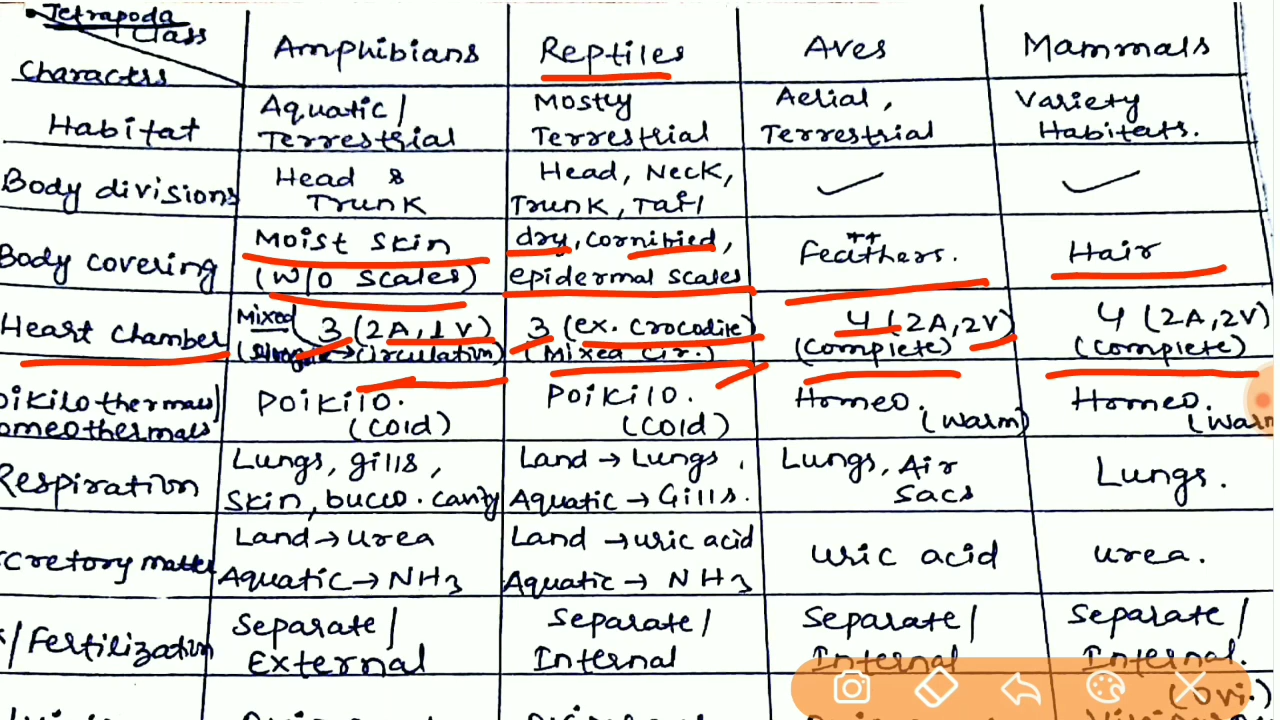 Tetrapoda
Class
Characters
Amphibians
Reptiles
Aves
Mammals
Habitat
Aquatic /
Terrestrial
Mostly
Terrestrial
Aerial ,
Terrestrial
Variety
Habitats.
Body divisions
Head &
Trunk
Head, Neck,
Trunk, Tail
Body covering
Moist skin
(W/O scales)
dry, cornified,
epidermal scales
Feathers.
Hair
Heart chamber
Mixed
3 (2A, 1V)
circulation)
3 (ex. crocodile)
(Mixed Cir.)
4 (2A, 2V)
(complete)
4 (2A, 2V)
(complete)
oikilothermals/
omeothermals
Poikilo.
(cold)
Poikilo.
(cold)
Homeo.
(warm)
Homeo.
(warm
Respiration
Lungs, gills,
skin, bucco. cavity
Land → Lungs.
Aquatic → Gills.
Lungs, Air
sacs
Lungs.
cretory matter
Land → urea
Aquatic → NH3
Land → uric acid
Aquatic → NH3
uric acid
urea.
/Fertilization
Separate /
External
Separate /
Internal
Separate /
Internal
Separate /
Internal.
(Ovi.)